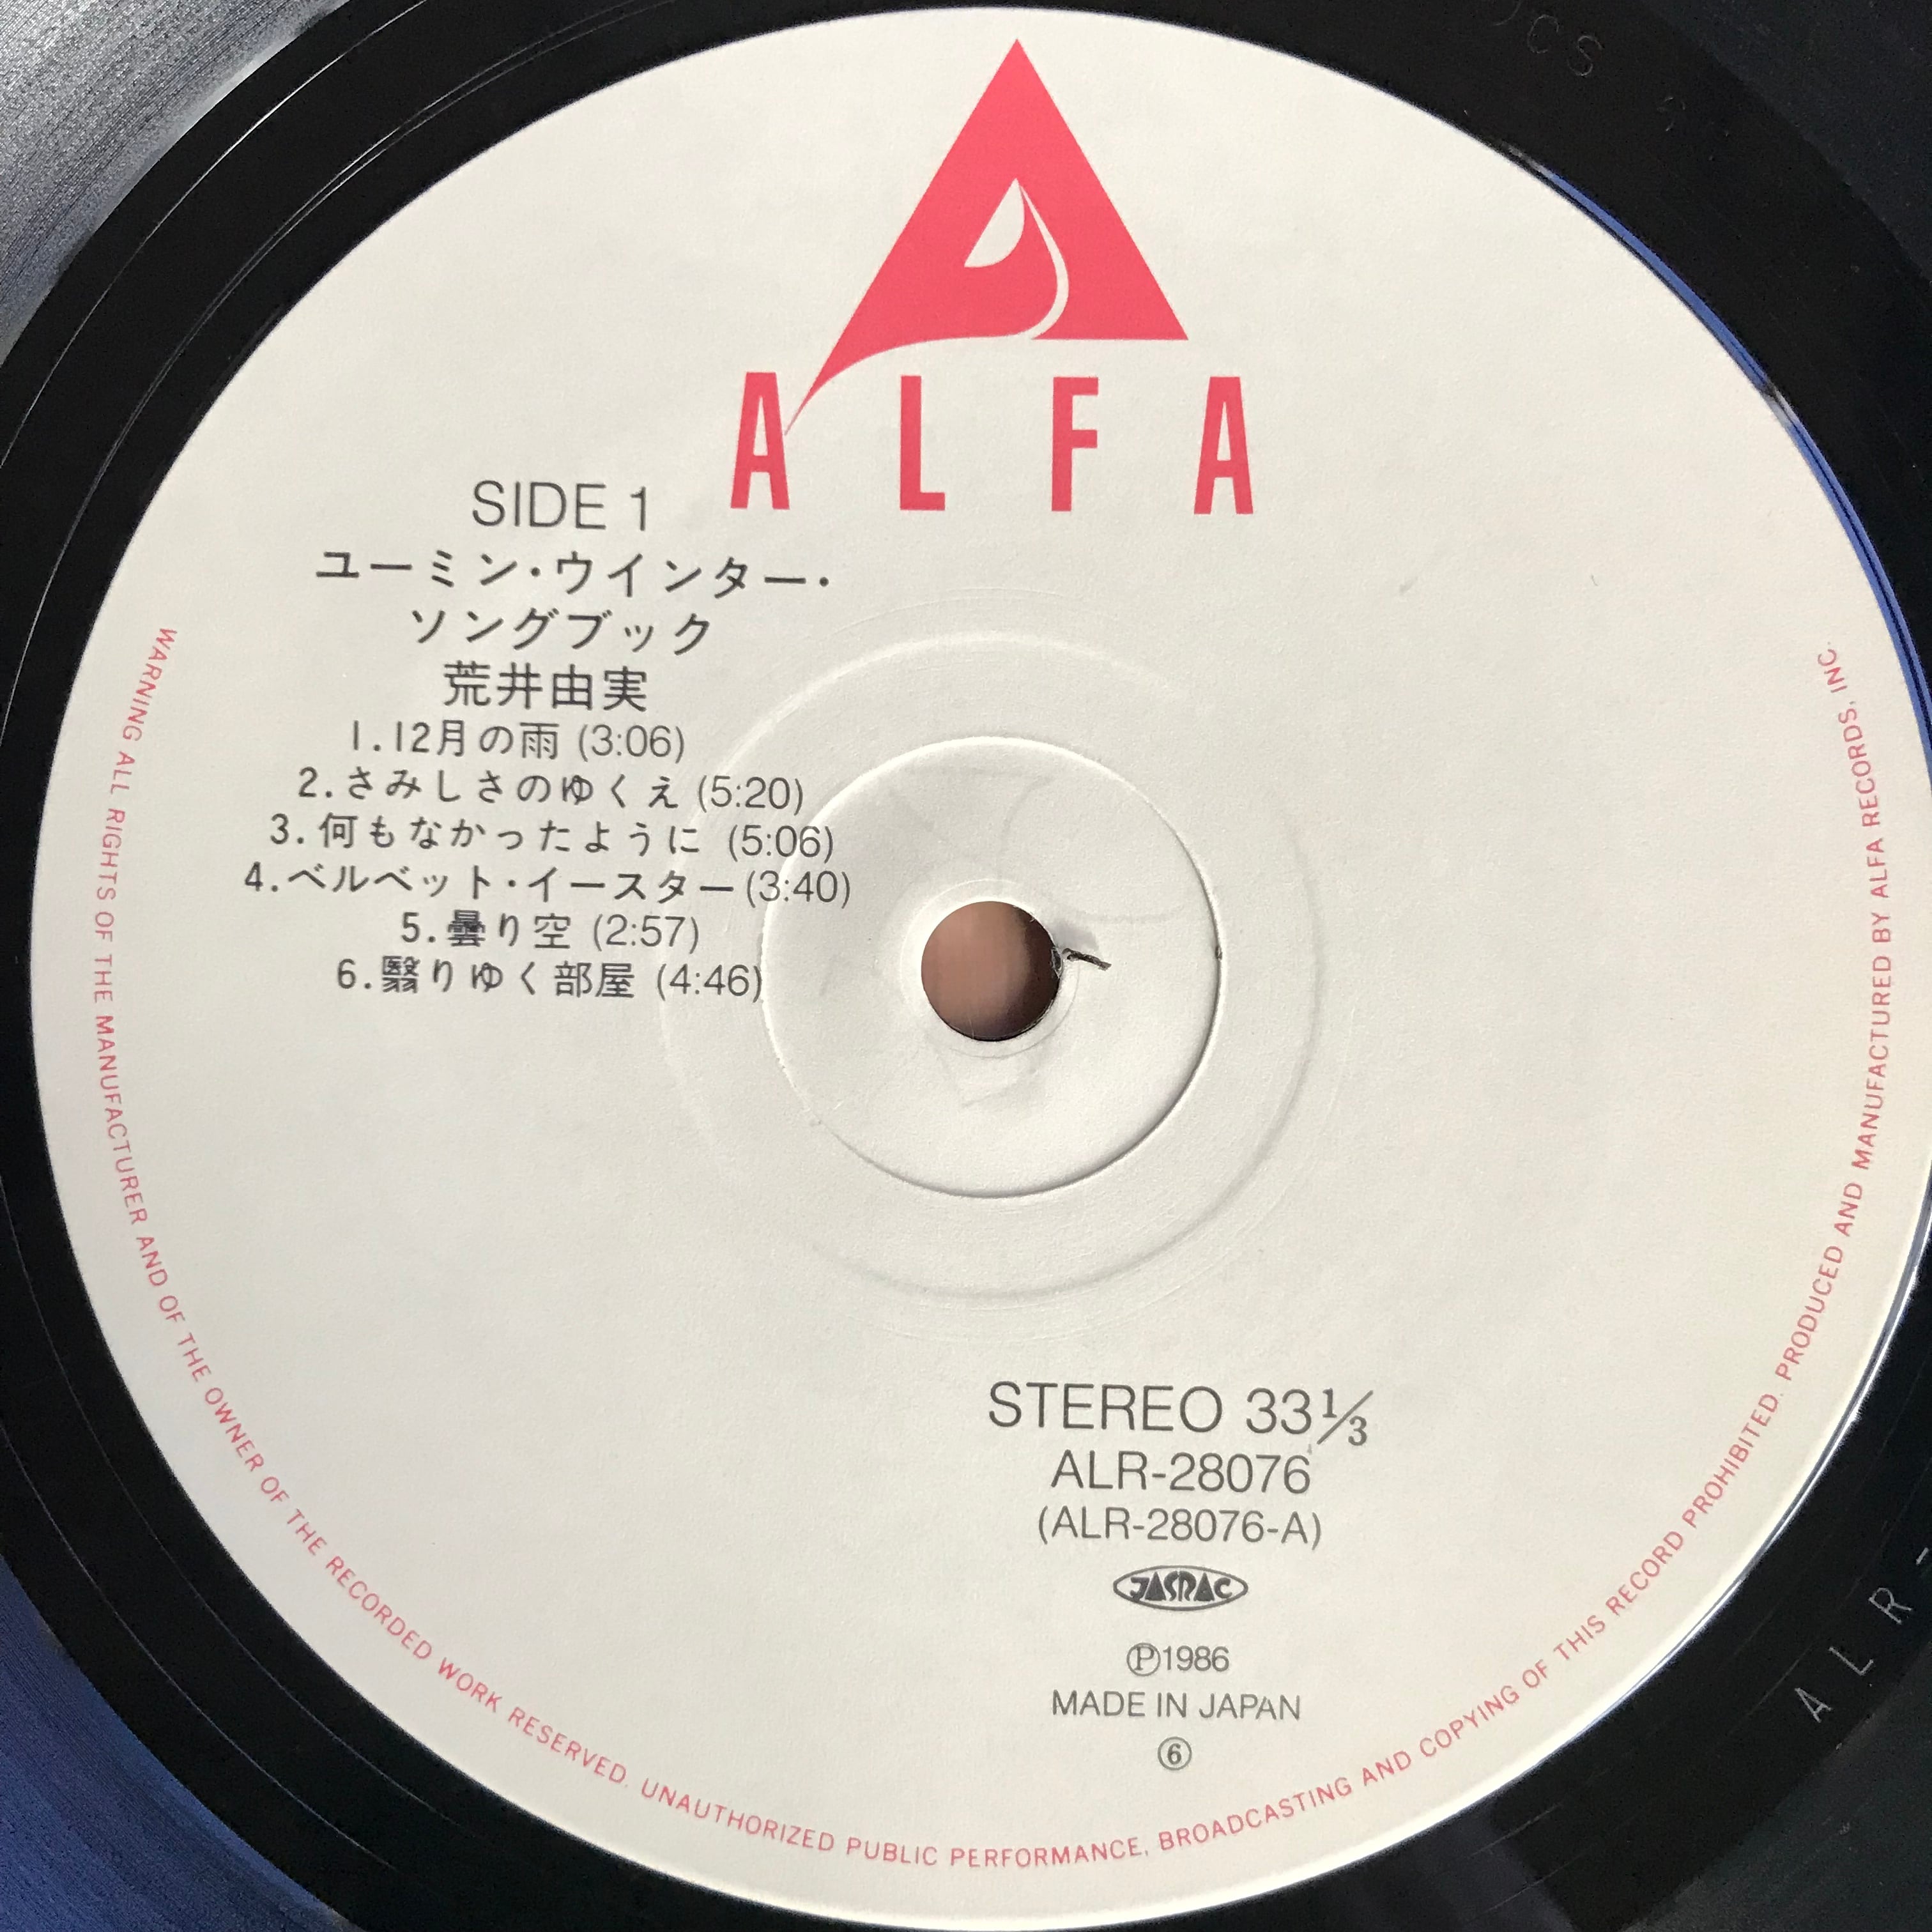 ALFA
SIDE 1
ユーミン・ウインター・
ソングブック
荒井由実
1.12月の雨 (3:06)
2.さみしさのゆくえ (5:20)
3.何もなかったように (5:06)
4.ベルベット・イースター (3:40)
5.曇り空 (2:57)
6.翳りゆく部屋 (4:46)
STEREO 33⅓
ALR-28076
(ALR-28076-A)
JASRAC
Ⓟ1986
MADE IN JAPAN
⑥
WARNING ALL RIGHTS OF THE MANUFACTURER AND OF THE OWNER OF THE RECORDED WORK RESERVED. UNAUTHORIZED PUBLIC PERFORMANCE, BROADCASTING AND COPYING OF THIS RECORD PROHIBITED. PRODUCED AND MANUFACTURED BY ALFA RECORDS, INC.
ALR-